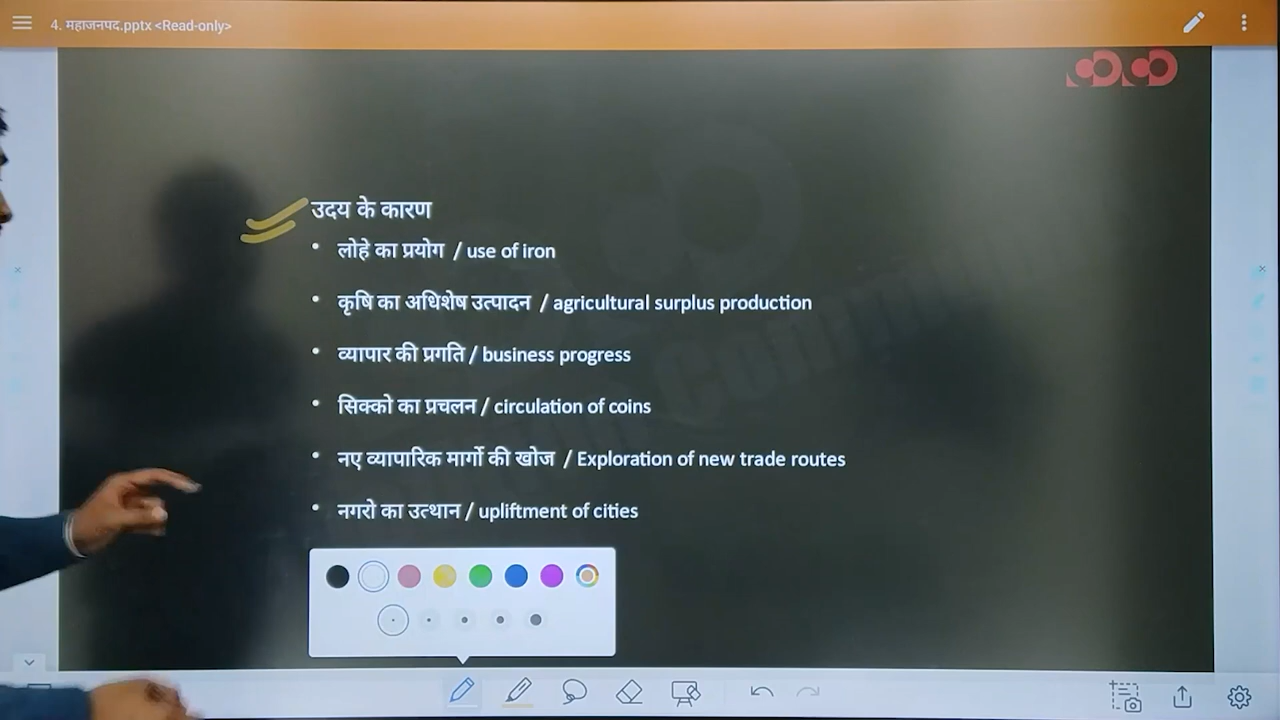 4. महाजनपद.pptx <Read-only>
उदय के कारण
• लोहे का प्रयोग / use of iron
• कृषि का अधिशेष उत्पादन / agricultural surplus production
• व्यापार की प्रगति / business progress
• सिक्को का प्रचलन / circulation of coins
• नए व्यापारिक मार्गो की खोज / Exploration of new trade routes
• नगरो का उत्थान / upliftment of cities